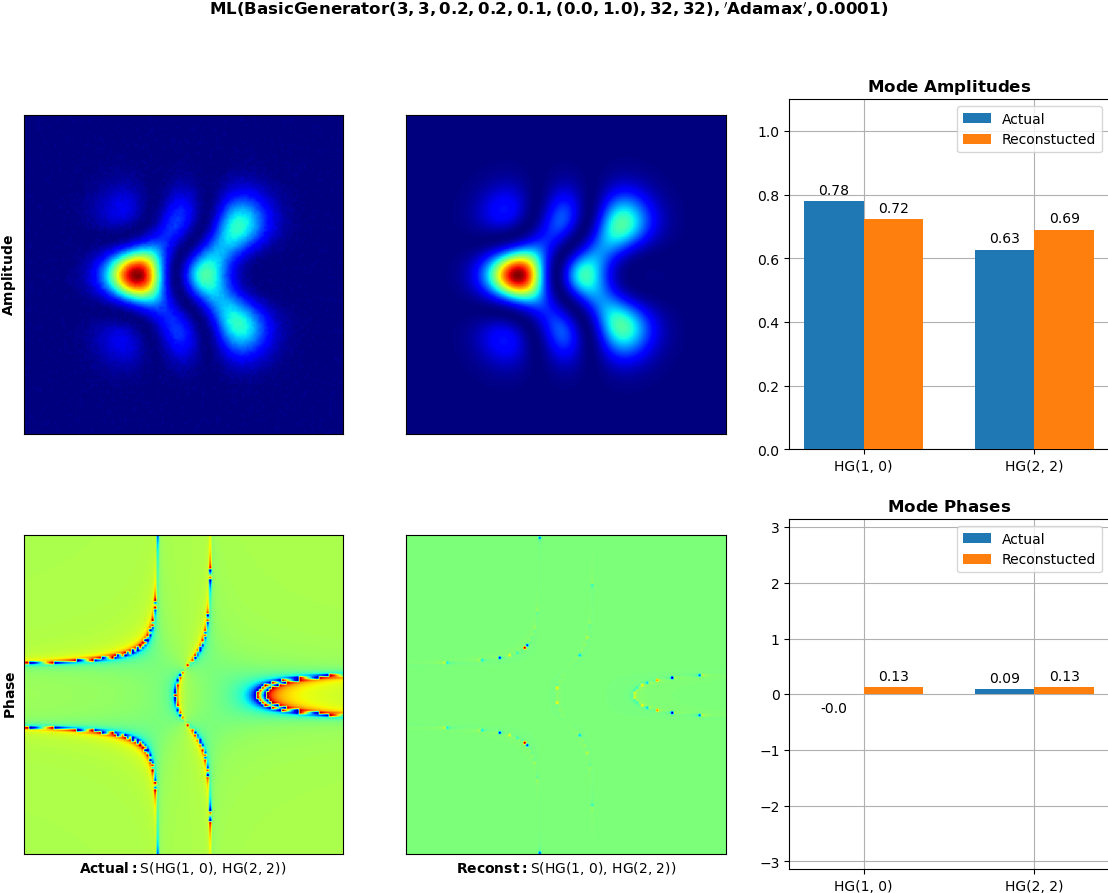 ML(BasicGenerator(3, 3, 0.2, 0.2, 0.1, (0.0, 1.0), 32, 32), 'Adamax', 0.0001)
Amplitude
Mode Amplitudes
Actual
Reconstucted
1.0
0.8
0.6
0.4
0.2
0.0
0.78
0.72
0.63
0.69
HG(1, 0)
HG(2, 2)
Phase
Actual: S(HG(1, 0), HG(2, 2))
Reconst: S(HG(1, 0), HG(2, 2))
Mode Phases
Actual
Reconstucted
3
2
1
0
−1
−2
−3
-0.0
0.13
0.09
0.13
HG(1, 0)
HG(2, 2)